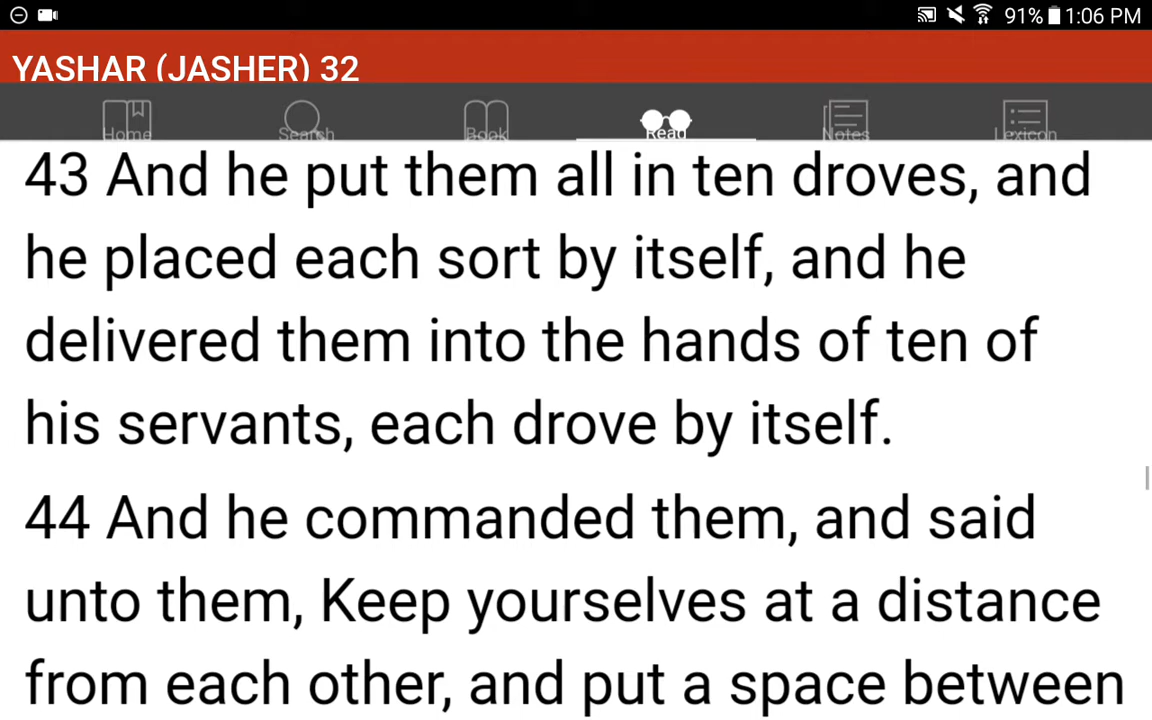 91% 1:06 PM
YASHAR (JASHER) 32
Home Search Book Read Notes Lexicon
43 And he put them all in ten droves, and
he placed each sort by itself, and he
delivered them into the hands of ten of
his servants, each drove by itself.
44 And he commanded them, and said
unto them, Keep yourselves at a distance
from each other, and put a space between